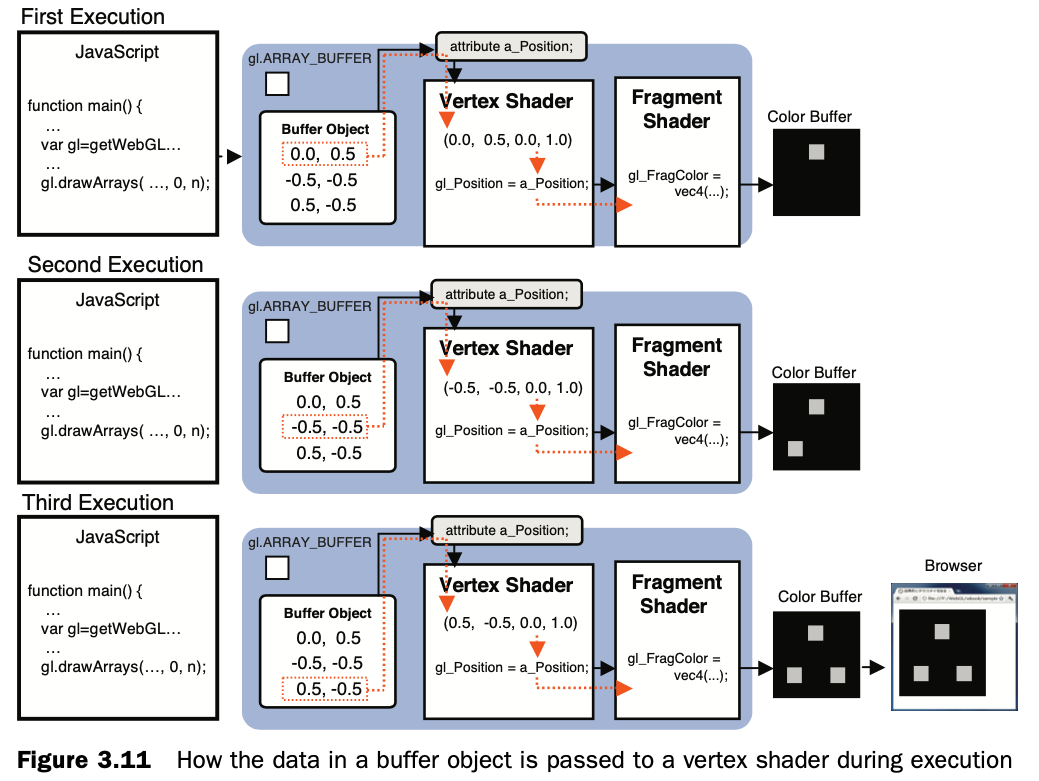 First Execution
JavaScript
function main() {
…
var gl=getWebGL…
…
gl.drawArrays( …, 0, n);
gl.ARRAY_BUFFER
Buffer Object
0.0, 0.5
-0.5, -0.5
0.5, -0.5
attribute a_Position;
Vertex Shader
(0.0, 0.5, 0.0, 1.0)
gl_Position = a_Position;
Fragment
Shader
gl_FragColor =
vec4(...);
Color Buffer
Second Execution
JavaScript
function main() {
…
var gl=getWebGL…
…
gl.drawArrays( …, 0, n);
gl.ARRAY_BUFFER
Buffer Object
0.0, 0.5
-0.5, -0.5
0.5, -0.5
attribute a_Position;
Vertex Shader
(-0.5, -0.5, 0.0, 1.0)
gl_Position = a_Position;
Fragment
Shader
gl_FragColor =
vec4(...);
Color Buffer
Third Execution
JavaScript
function main() {
…
var gl=getWebGL…
…
gl.drawArrays(…, 0, n);
gl.ARRAY_BUFFER
Buffer Object
0.0, 0.5
-0.5, -0.5
0.5, -0.5
attribute a_Position;
Vertex Shader
(0.5, -0.5, 0.0, 1.0)
gl_Position = a_Position;
Fragment
Shader
gl_FragColor =
vec4(...);
Color Buffer
Browser
Figure 3.11 How the data in a buffer object is passed to a vertex shader during execution